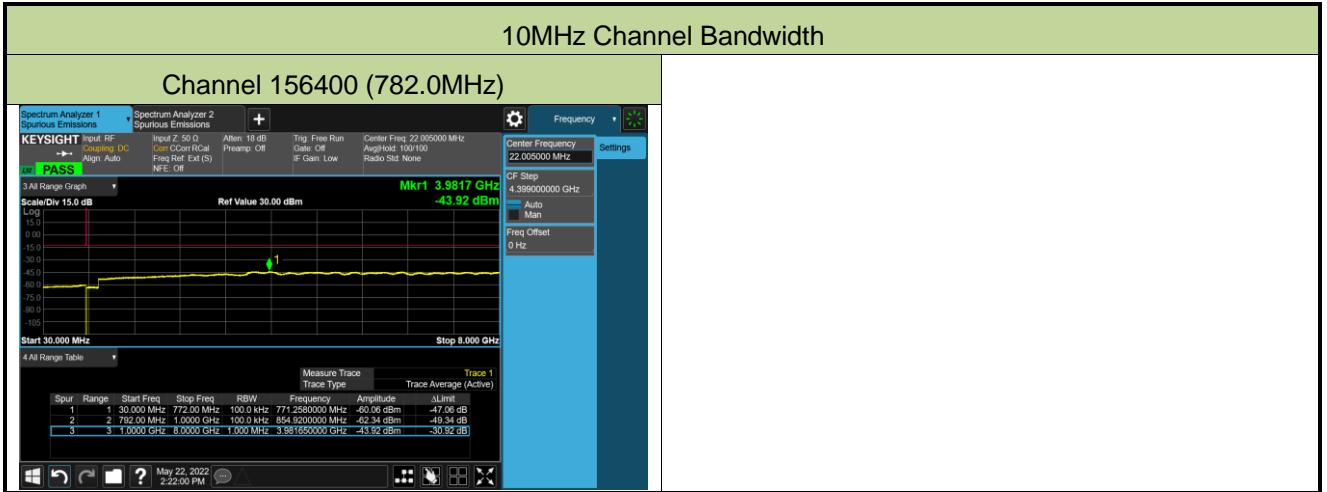 10MHz Channel Bandwidth
Channel 156400 (782.0MHz)
Spectrum Analyzer 1
Spurious Emissions
Spectrum Analyzer 2
Spurious Emissions
Frequency
KEYSIGHT
Input: RF
Coupling: DC
Align: Auto
Input Z: 50 Ω
Corr CCorr RCal
Freq Ref: Ext (S)
NFE: Off
Atten: 18 dB
Preamp: Off
Trig: Free Run
Gate: Off
IF Gain: Low
Center Freq: 22.005000 MHz
Avg|Hold: 100/100
Radio Std: None
PASS
Center Frequency
22.005000 MHz
Settings
CF Step
4.399000000 GHz
Auto
Man
Freq Offset
0 Hz
3 All Range Graph
Mkr1 3.9817 GHz
Scale/Div 15.0 dB
Ref Value 30.00 dBm
-43.92 dBm
Log
15.0
0.00
-15.0
-30.0
-45.0
-60.0
-75.0
-90.0
-105
1
Start 30.000 MHz
Stop 8.000 GHz
4 All Range Table
Measure Trace Trace 1
Trace Type Trace Average (Active)
Spur Range Start Freq Stop Freq RBW Frequency Amplitude ΔLimit
1 1 30.000 MHz 772.00 MHz 100.0 kHz 771.2580000 MHz -60.06 dBm -47.06 dB
2 2 792.00 MHz 1.0000 GHz 100.0 kHz 854.9200000 MHz -62.34 dBm -49.34 dB
3 3 1.0000 GHz 8.0000 GHz 1.000 MHz 3.981650000 GHz -43.92 dBm -30.92 dB
May 22, 2022
2:22:00 PM